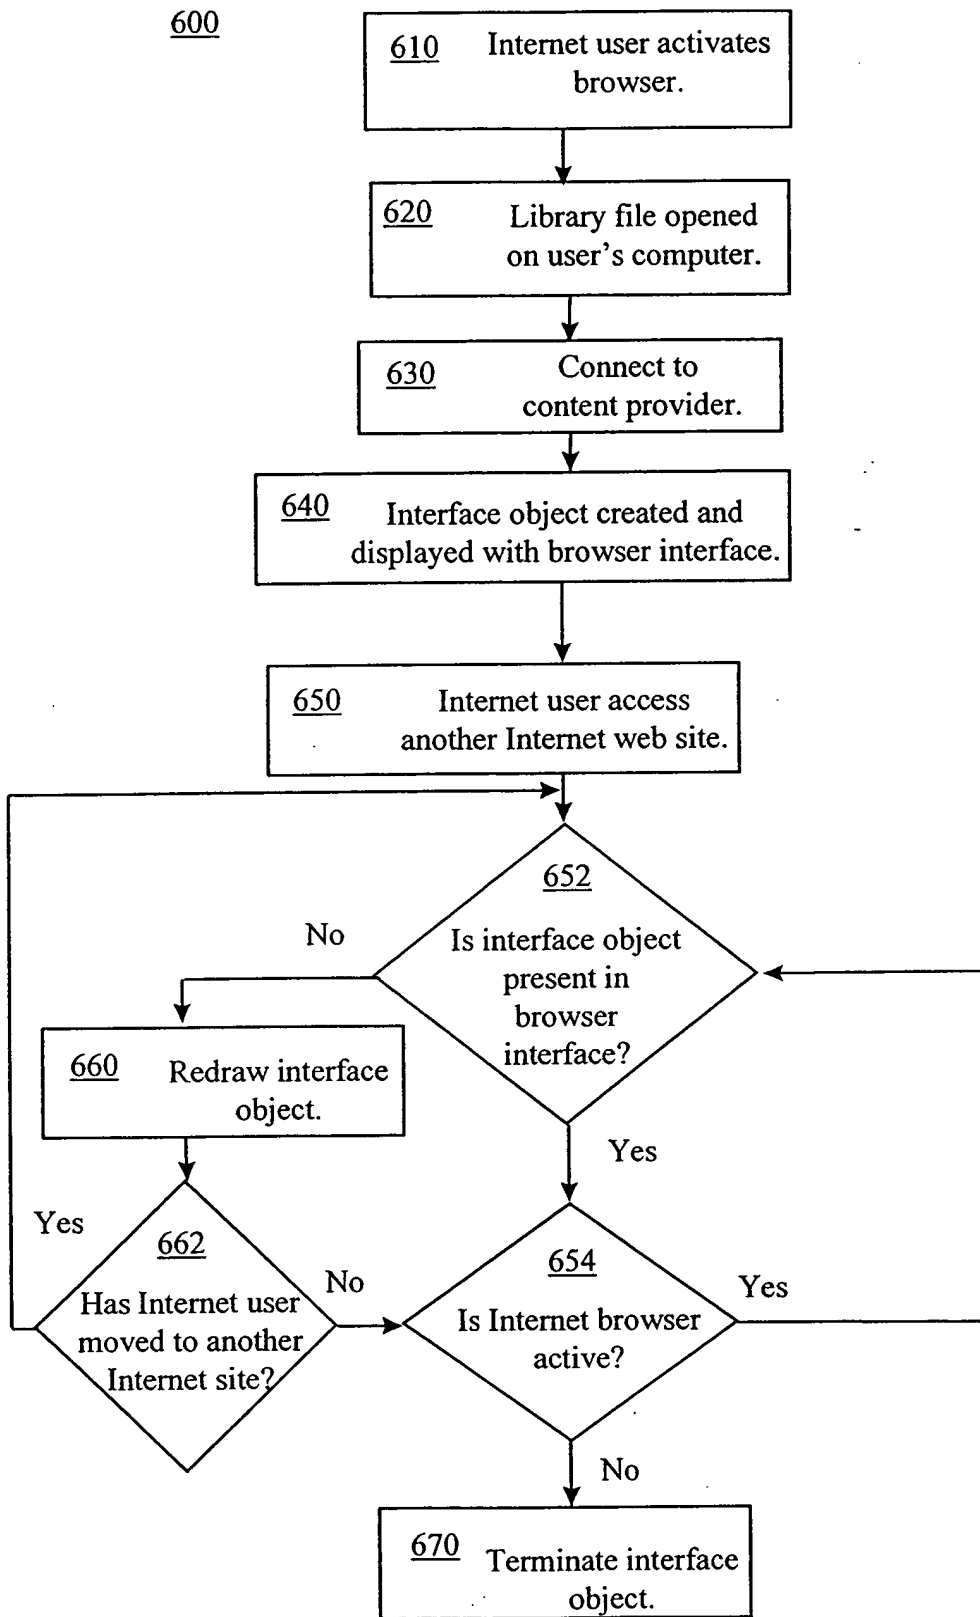 600
610 Internet user activates
browser.
620 Library file opened
on user's computer.
630 Connect to
content provider.
640 Interface object created and
displayed with browser interface.
650 Internet user access
another Internet web site.
652
Is interface object
present in
browser
interface?
No
Yes
660 Redraw interface
object.
662
Has Internet user
moved to another
Internet site?
Yes
No
654
Is Internet browser
active?
Yes
No
670 Terminate interface
object.